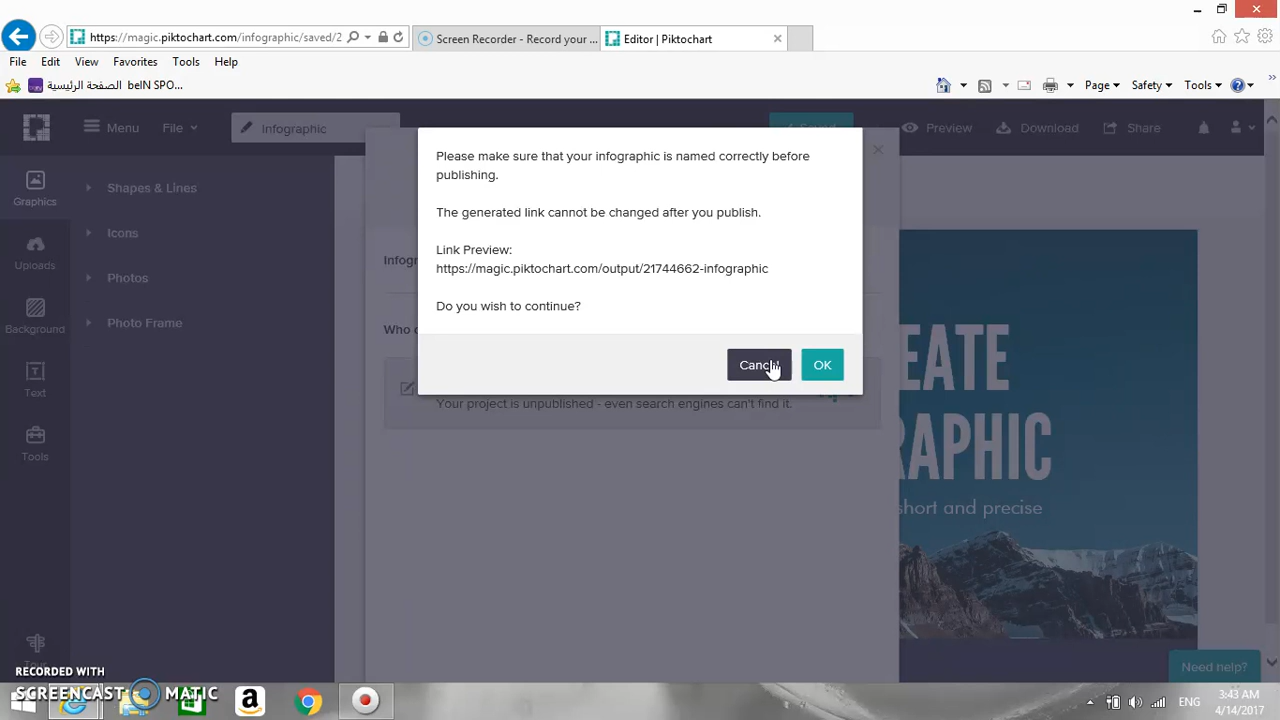 https://magic.piktochart.com/infographic/saved/2
Screen Recorder - Record your ...
Editor | Piktochart
File Edit View Favorites Tools Help
الصفحة الرئيسية beIN SPO...
Page Safety Tools
Menu
File
Infographic
Preview
Download
Share
Graphics
Uploads
Background
Text
Tools
Shapes & Lines
Icons
Photos
Photo Frame
Please make sure that your infographic is named correctly before
publishing.
The generated link cannot be changed after you publish.
Link Preview:
https://magic.piktochart.com/output/21744662-infographic
Do you wish to continue?
Cancel
OK
Infogr
Who c
Your project is unpublished - even search engines can't find it.
EATE
RAPHIC
short and precise
Need help?
RECORDED WITH
SCREENCAST MATIC
ENG
3:43 AM
4/14/2017